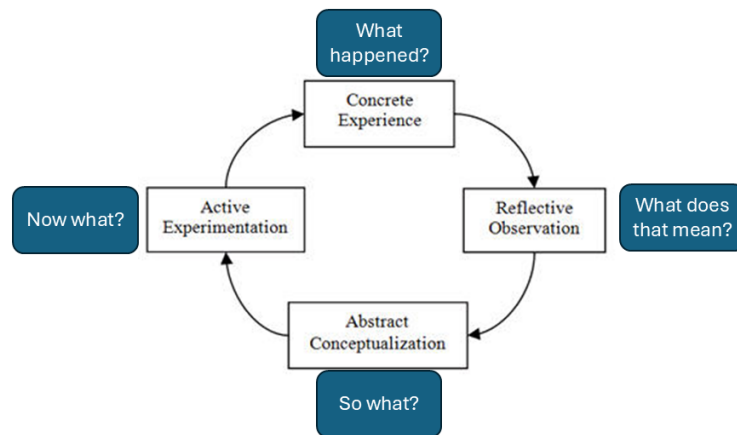 What
happened?
Concrete
Experience
Now what?
Active
Experimentation
Reflective
Observation
What does
that mean?
Abstract
Conceptualization
So what?